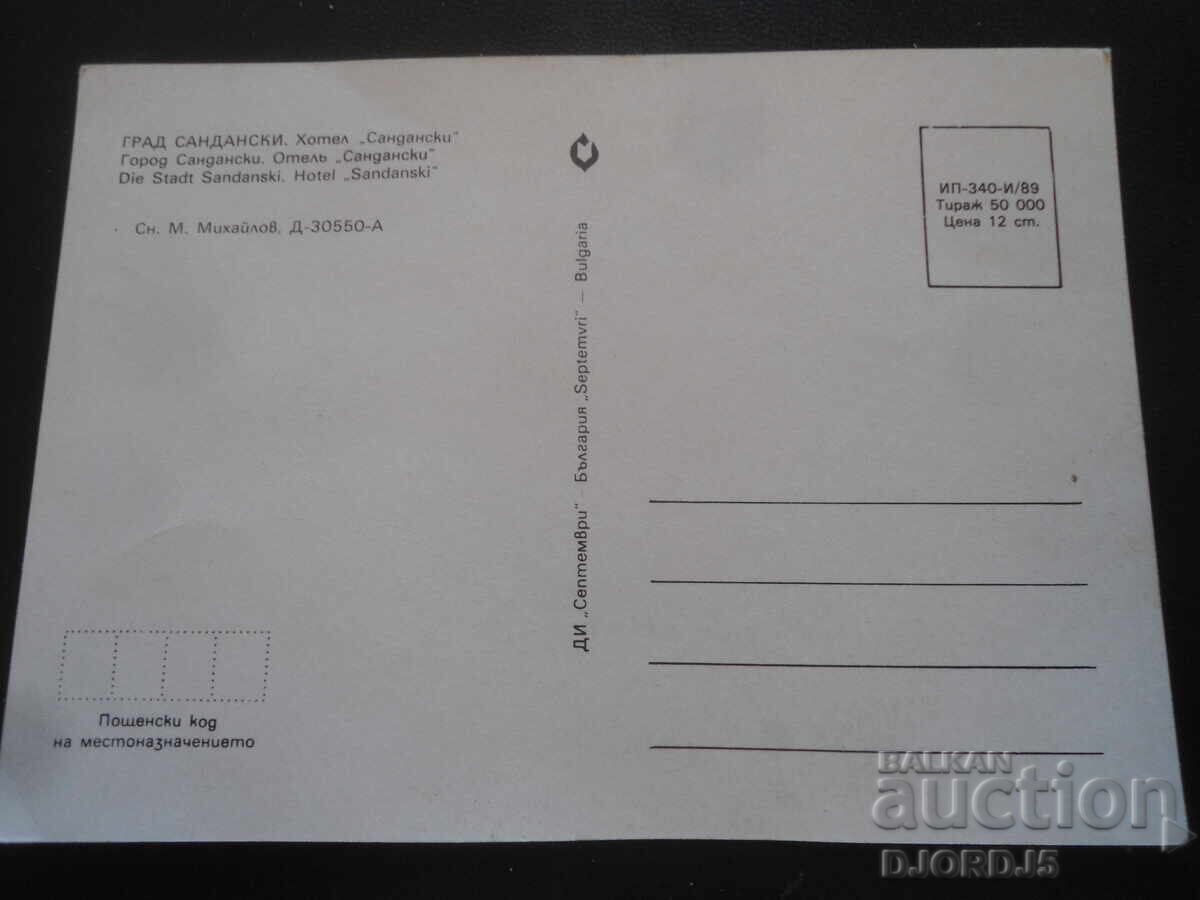 ГРАД САНДАНСКИ. Хотел „Сандански"
Город Сандански. Отель „Сандански"
Die Stadt Sandanski. Hotel „Sandanski"
Сн. М. Михайлов, Д-30550-А
ДИ „Септември" – България „Septemvri" — Bulgaria
ИП-340-И/89
Тираж 50 000
Цена 12 ст.
Пощенски код
на местоназначението
BALKAN
auction
DJORDJ5